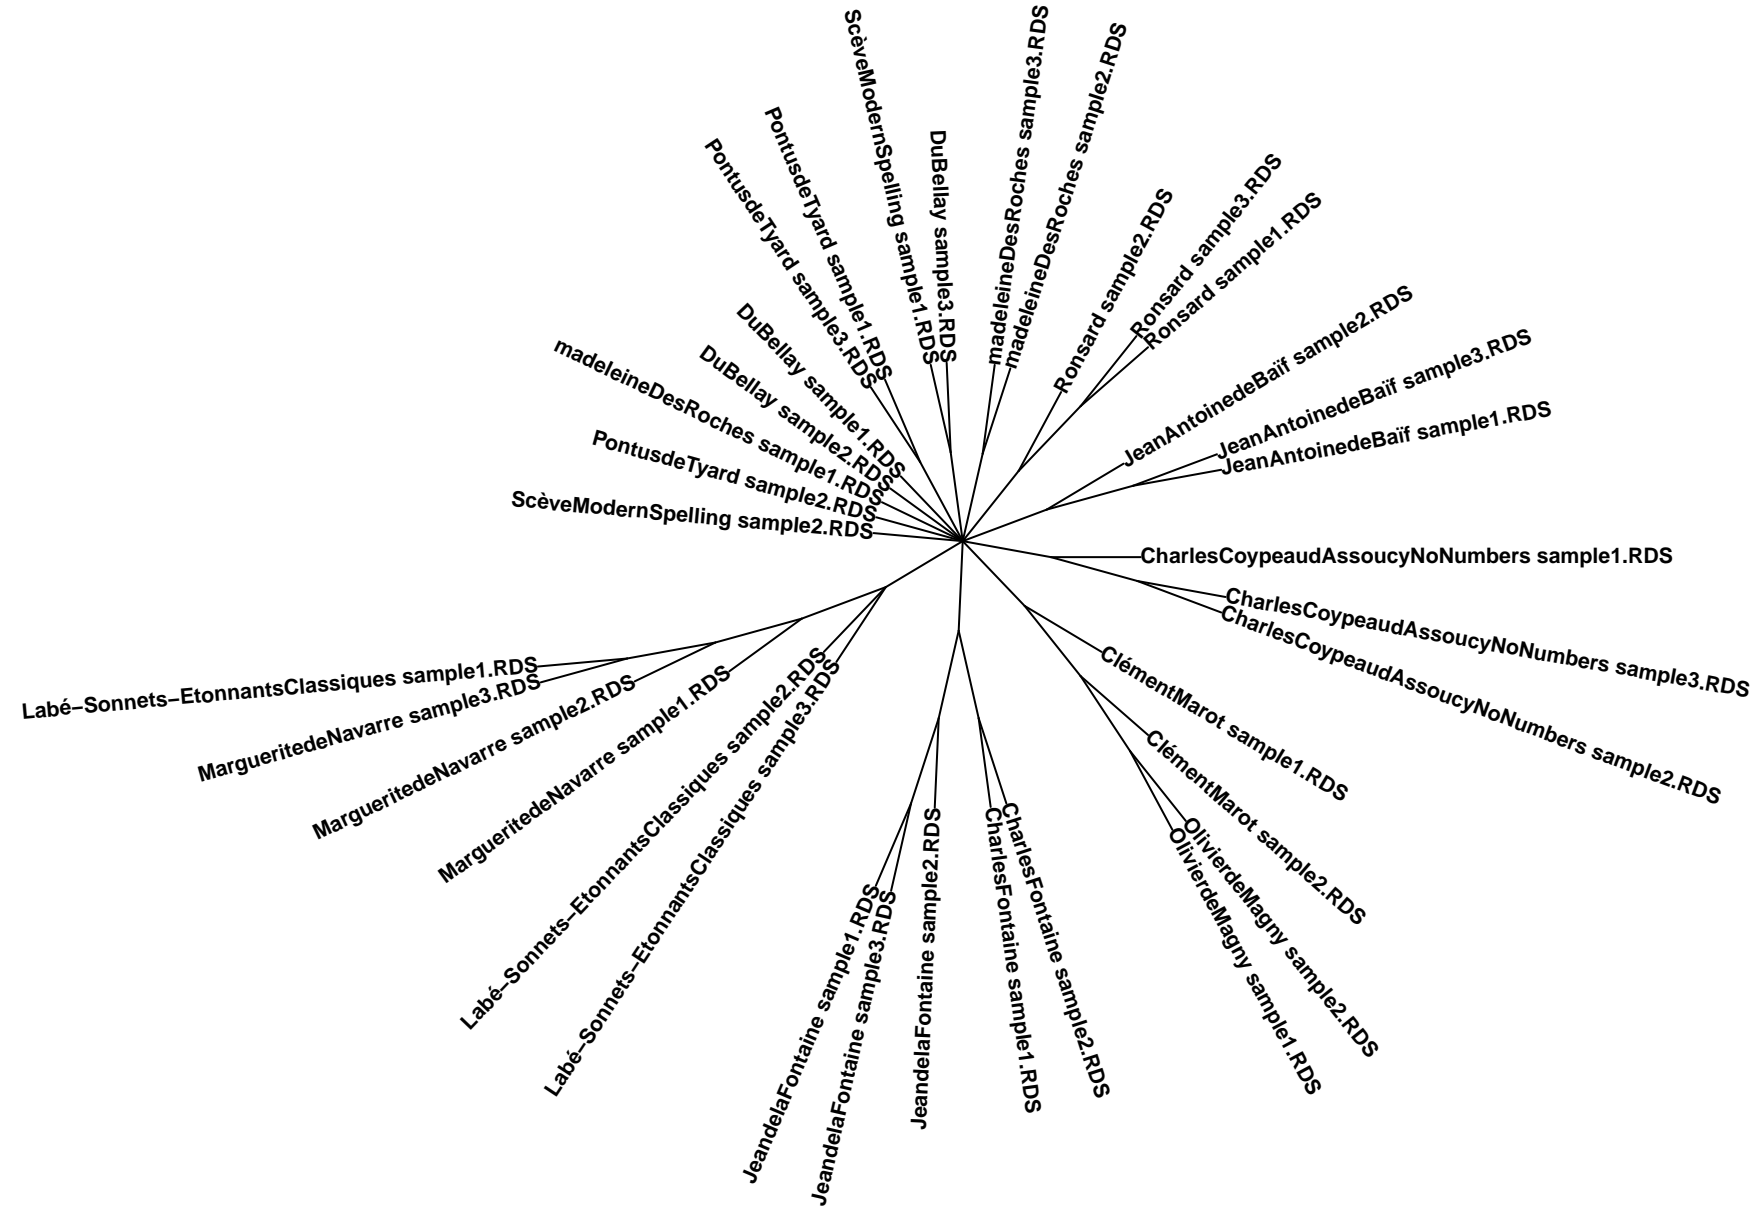 ScèveModernSpelling sample1.RDS
DuBellay sample3.RDS
madeleineDesRoches sample3.RDS
madeleineDesRoches sample2.RDS
Ronsard sample2.RDS
Ronsard sample3.RDS
Ronsard sample1.RDS
JeanAntoinedeBaïf sample2.RDS
JeanAntoinedeBaïf sample3.RDS
JeanAntoinedeBaïf sample1.RDS
CharlesCoypeaudAssoucyNoNumbers sample1.RDS
CharlesCoypeaudAssoucyNoNumbers sample3.RDS
CharlesCoypeaudAssoucyNoNumbers sample2.RDS
ClémentMarot sample1.RDS
ClémentMarot sample2.RDS
OlivierdeMagny sample2.RDS
OlivierdeMagny sample1.RDS
CharlesFontaine sample2.RDS
CharlesFontaine sample1.RDS
JeandelaFontaine sample2.RDS
JeandelaFontaine sample3.RDS
JeandelaFontaine sample1.RDS
Labé−Sonnets−EtonnantsClassiques sample3.RDS
Labé−Sonnets−EtonnantsClassiques sample2.RDS
MargueritedeNavarre sample1.RDS
MargueritedeNavarre sample2.RDS
MargueritedeNavarre sample3.RDS
Labé−Sonnets−EtonnantsClassiques sample1.RDS
ScèveModernSpelling sample2.RDS
PontusdeTyard sample2.RDS
madeleineDesRoches sample1.RDS
DuBellay sample2.RDS
DuBellay sample1.RDS
PontusdeTyard sample3.RDS
PontusdeTyard sample1.RDS